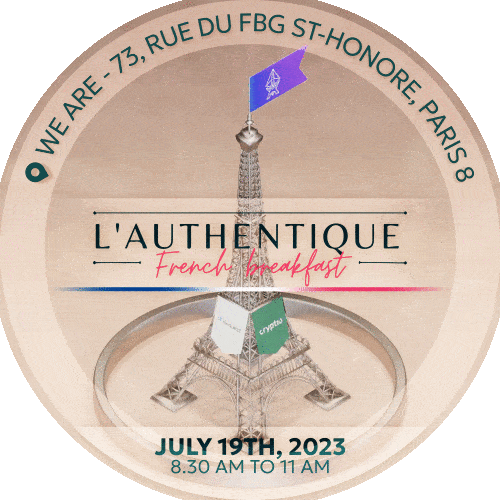 WE ARE - 73, RUE DU FBG ST-HONORE, PARIS 8
L'AUTHENTIQUE
French breakfast
JULY 19TH, 2023
8.30 AM TO 11 AM